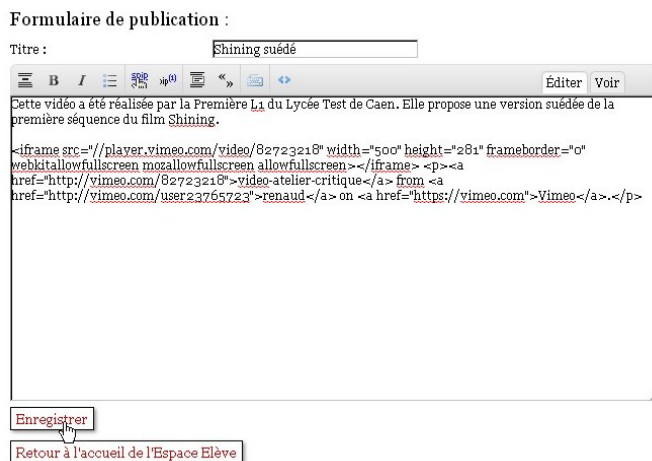 Formulaire de publication :
Titre : Shining suédé
B I «» Éditer Voir
Cette vidéo a été réalisée par la Première L1 du Lycée Test de Caen. Elle propose une version suédée de la
première séquence du film Shining.
<iframe src="//player.vimeo.com/video/82723218" width="500" height="281" frameborder="0"
webkitallowfullscreen mozallowfullscreen allowfullscreen></iframe> <p><a
href="http://vimeo.com/82723218">video-atelier-critique</a> from <a
href="http://vimeo.com/user23765723">renaud</a> on <a href="https://vimeo.com">Vimeo</a>.</p>
Enregistrer
Retour à l'accueil de l'Espace Elève